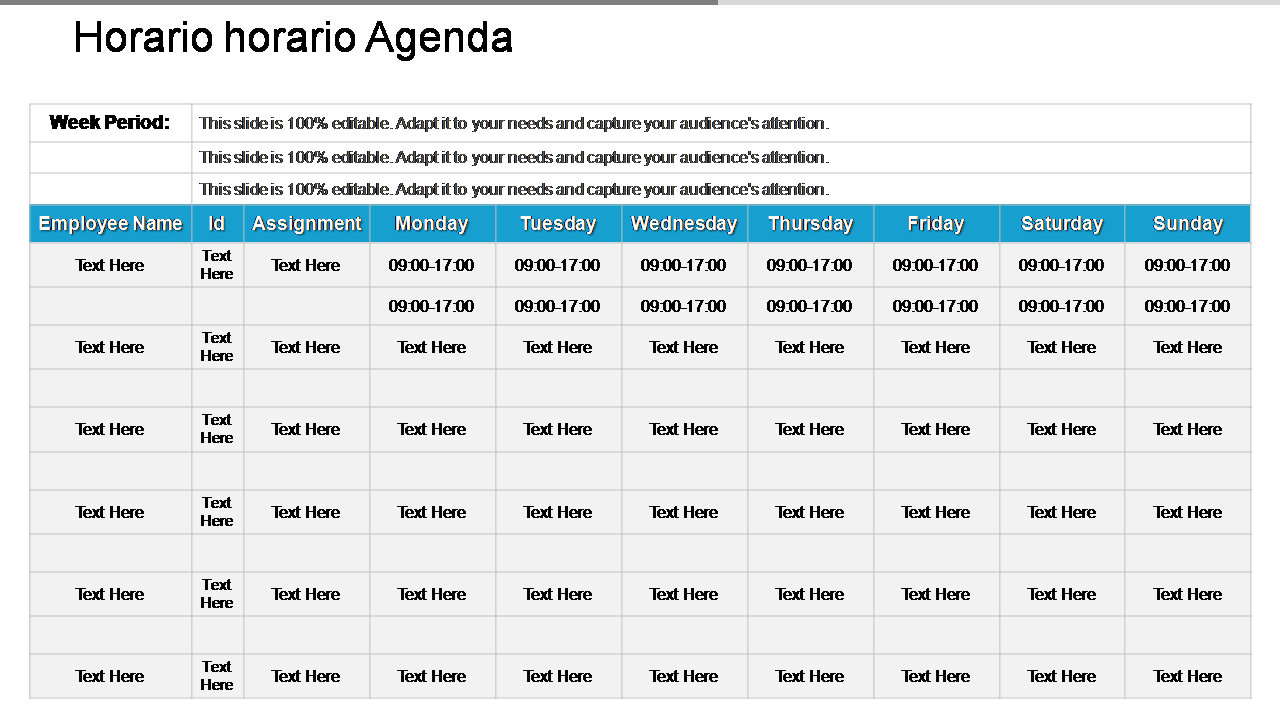 Horario horario Agenda
Week Period: This slide is 100% editable. Adapt it to your needs and capture your audience's attention.
This slide is 100% editable. Adapt it to your needs and capture your audience's attention.
This slide is 100% editable. Adapt it to your needs and capture your audience's attention.
Employee Name Id Assignment Monday Tuesday Wednesday Thursday Friday Saturday Sunday
Text Here Text Here Text Here 09:00-17:00 09:00-17:00 09:00-17:00 09:00-17:00 09:00-17:00 09:00-17:00 09:00-17:00
09:00-17:00 09:00-17:00 09:00-17:00 09:00-17:00 09:00-17:00 09:00-17:00 09:00-17:00
Text Here Text Here Text Here Text Here Text Here Text Here Text Here Text Here Text Here Text Here
Text Here Text Here Text Here Text Here Text Here Text Here Text Here Text Here Text Here Text Here
Text Here Text Here Text Here Text Here Text Here Text Here Text Here Text Here Text Here Text Here
Text Here Text Here Text Here Text Here Text Here Text Here Text Here Text Here Text Here Text Here
Text Here Text Here Text Here Text Here Text Here Text Here Text Here Text Here Text Here Text Here